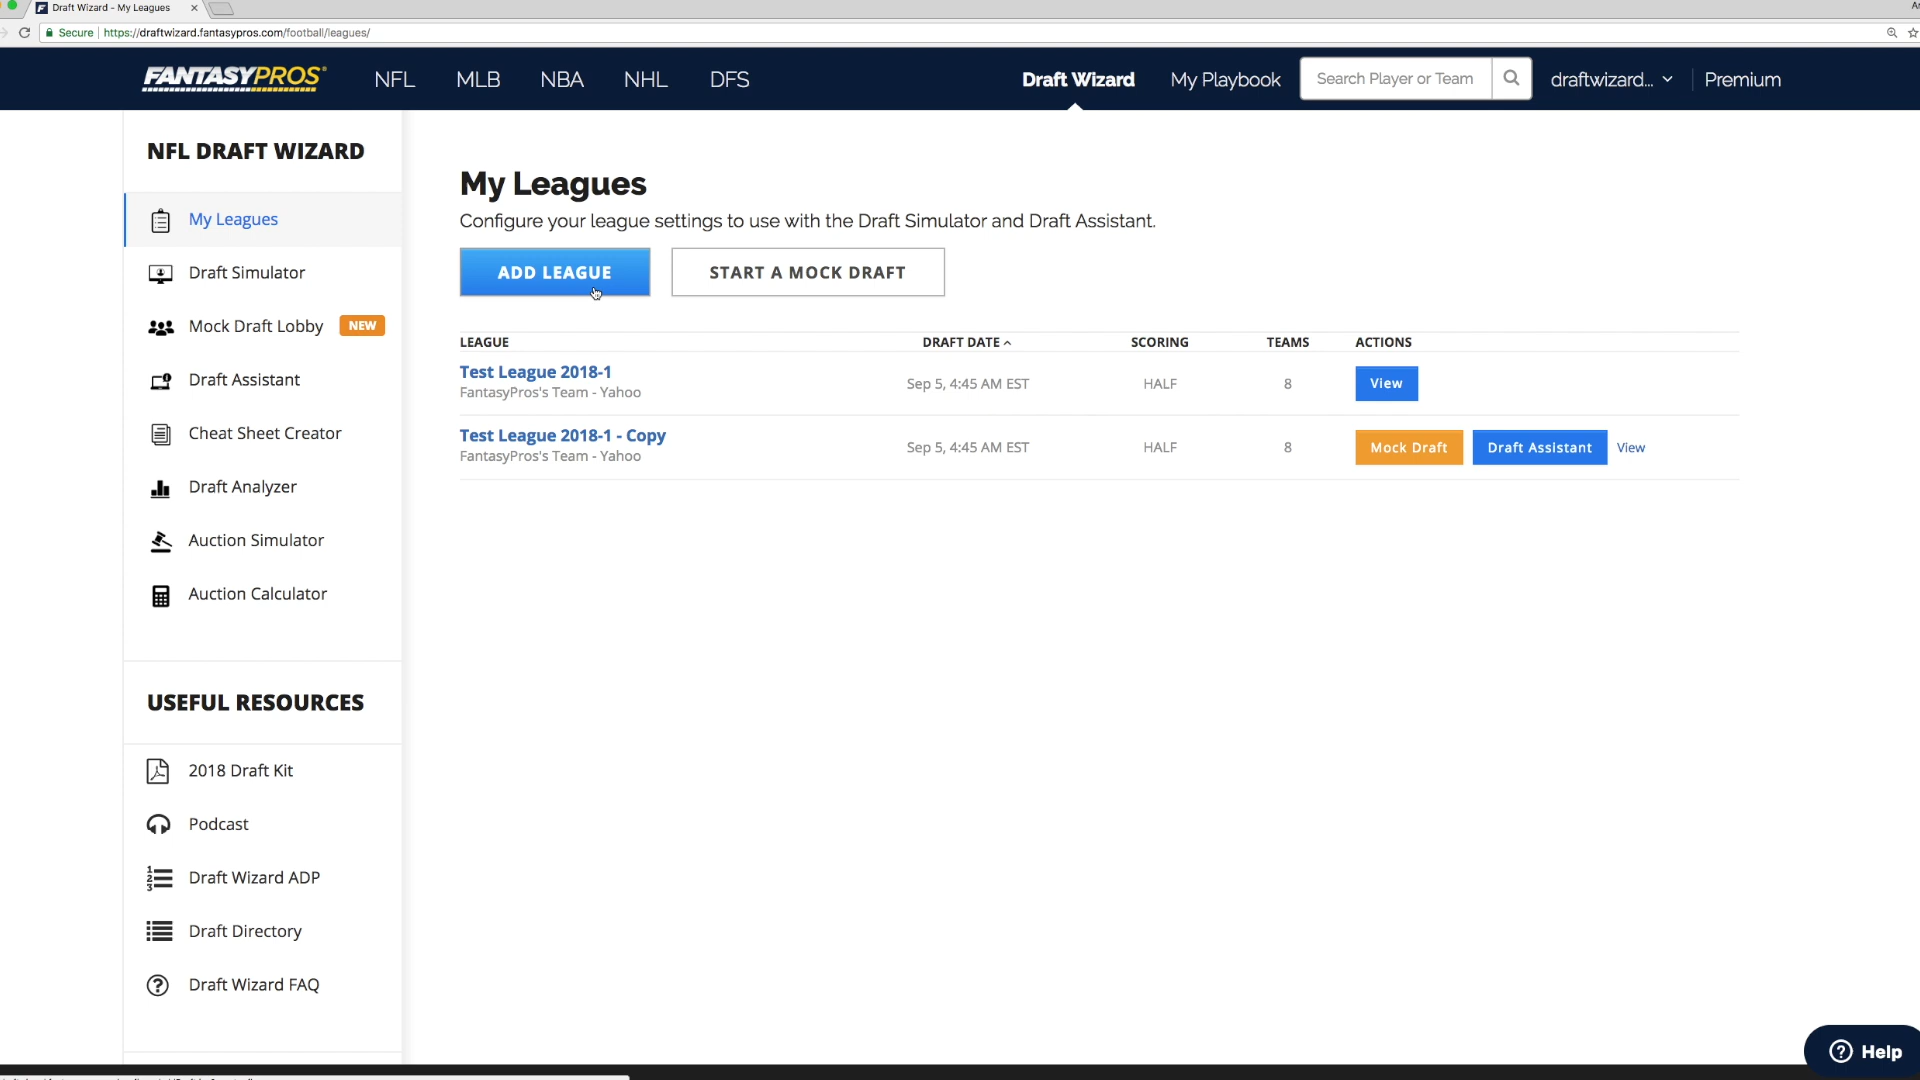 Draft Wizard - My Leagues
Secure | https://draftwizard.fantasypros.com/football/leagues/
FANTASYPROS NFL MLB NBA NHL DFS Draft Wizard My Playbook Search Player or Team draftwizard... Premium
NFL DRAFT WIZARD
My Leagues
Draft Simulator
Mock Draft Lobby NEW
Draft Assistant
Cheat Sheet Creator
Draft Analyzer
Auction Simulator
Auction Calculator
USEFUL RESOURCES
2018 Draft Kit
Podcast
Draft Wizard ADP
Draft Directory
Draft Wizard FAQ
My Leagues
Configure your league settings to use with the Draft Simulator and Draft Assistant.
ADD LEAGUE START A MOCK DRAFT
LEAGUE DRAFT DATE SCORING TEAMS ACTIONS
Test League 2018-1
FantasyPros's Team - Yahoo
Sep 5, 4:45 AM EST HALF 8 View
Test League 2018-1 - Copy
FantasyPros's Team - Yahoo
Sep 5, 4:45 AM EST HALF 8 Mock Draft Draft Assistant View
Help